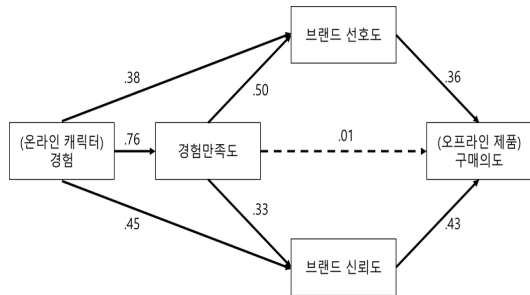 브랜드 선호도
.38
.50
.36
(온라인 캐릭터)
경험
.76
경험만족도
.01
(오프라인 제품)
구매의도
.45
.33
.43
브랜드 신뢰도